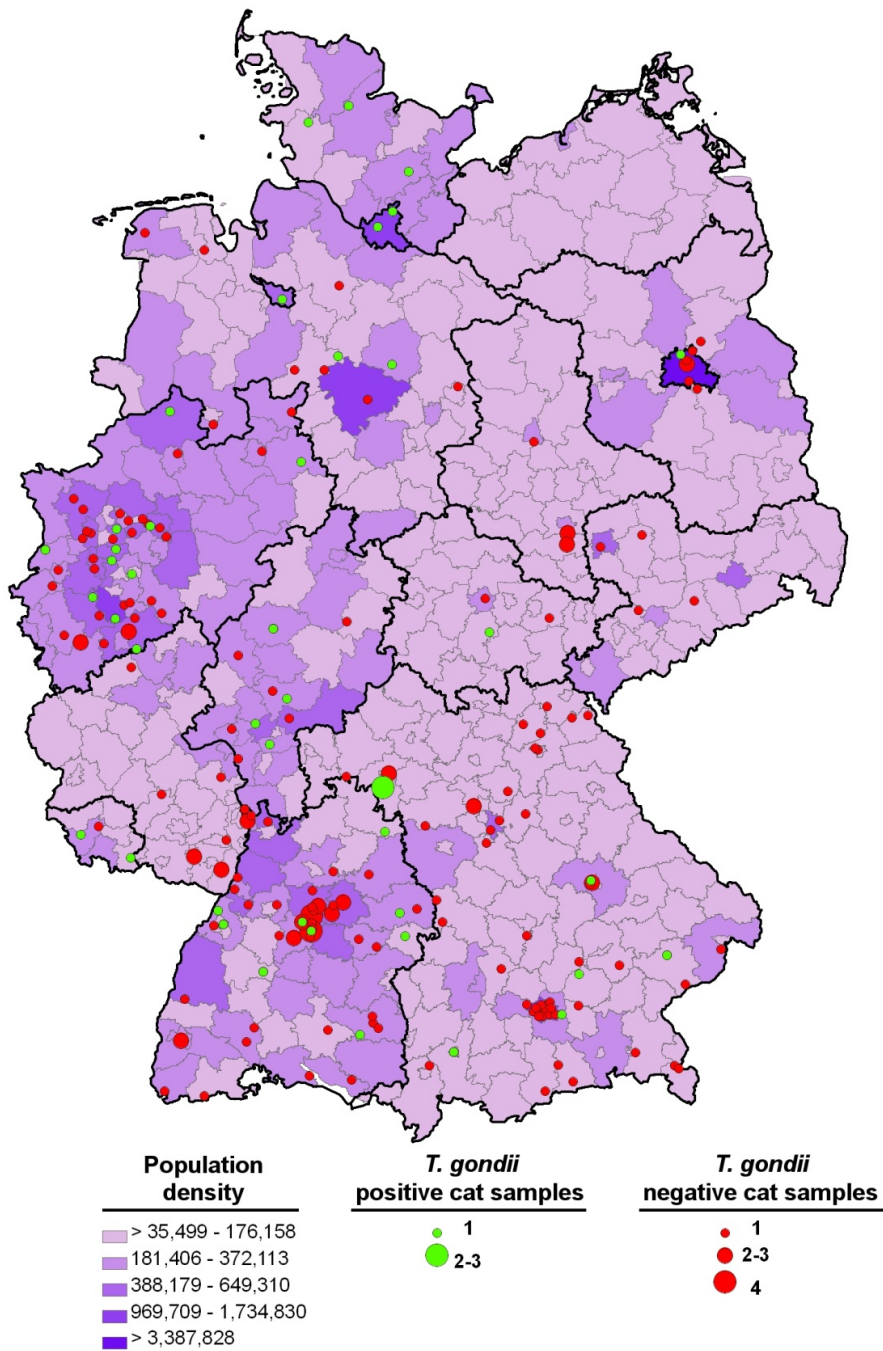 Population
density
> 35,499 - 176,158
181,406 - 372,113
388,179 - 649,310
969,709 - 1,734,830
> 3,387,828
T. gondii
positive cat samples
1
2-3
T. gondii
negative cat samples
1
2-3
4